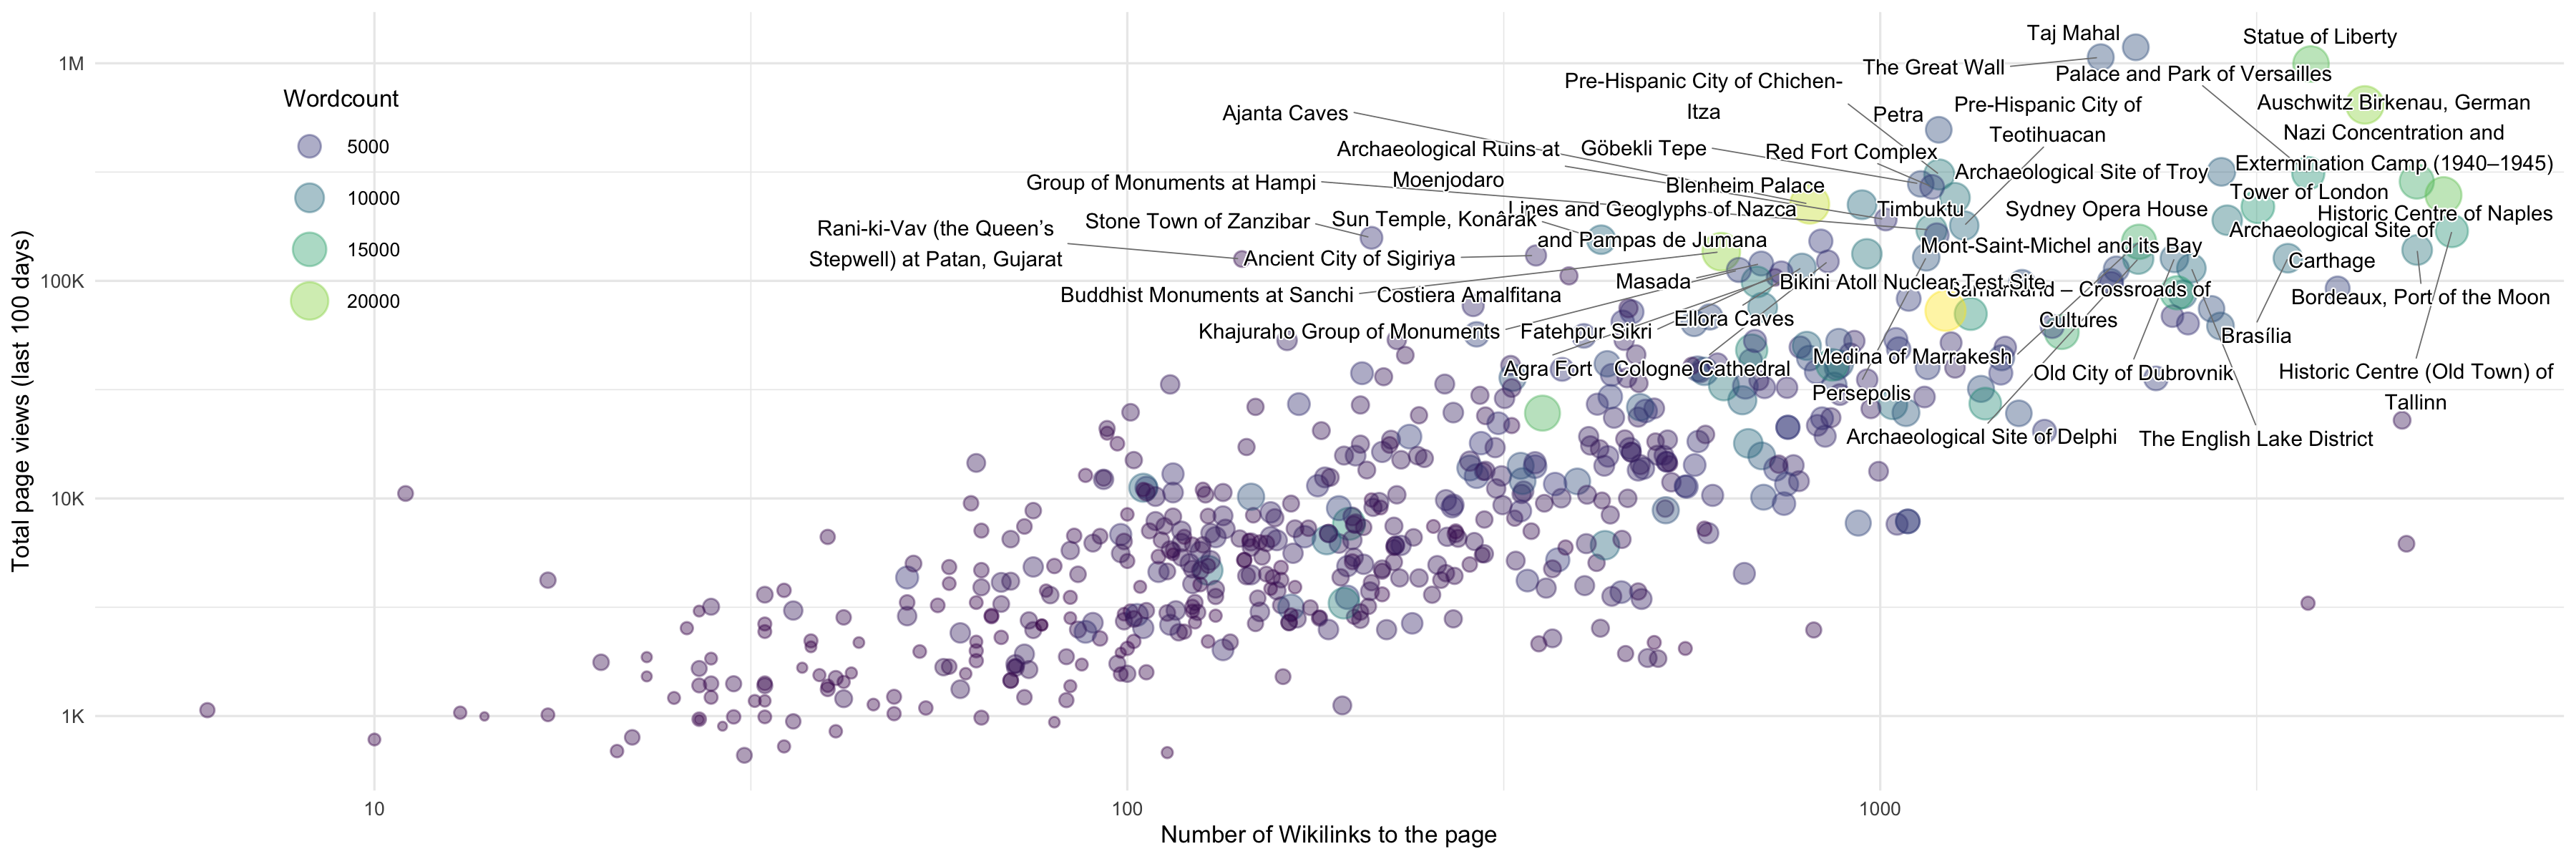 Taj Mahal
Statue of Liberty
The Great Wall
Palace and Park of Versailles
Pre-Hispanic City of Chichen-
Itza
Petra
Pre-Hispanic City of
Teotihuacan
Auschwitz Birkenau, German
Nazi Concentration and
Extermination Camp (1940–1945)
Ajanta Caves
Archaeological Ruins at
Moenjodaro
Göbekli Tepe
Red Fort Complex
Archaeological Site of Troy
Group of Monuments at Hampi
Blenheim Palace
Tower of London
Rani-ki-Vav (the Queen’s
Stepwell) at Patan, Gujarat
Stone Town of Zanzibar
Sun Temple, Konârak
Lines and Geoglyphs of Nazca
and Pampas de Jumana
Timbuktu
Sydney Opera House
Historic Centre of Naples
Archaeological Site of
Carthage
Mont-Saint-Michel and its Bay
Ancient City of Sigiriya
Masada
Bikini Atoll Nuclear Test Site
Samarkand – Crossroads of
Cultures
Bordeaux, Port of the Moon
Buddhist Monuments at Sanchi
Costiera Amalfitana
Khajuraho Group of Monuments
Fatehpur Sikri
Ellora Caves
Brasília
Agra Fort
Cologne Cathedral
Medina of Marrakesh
Persepolis
Old City of Dubrovnik
Historic Centre (Old Town) of
Tallinn
Archaeological Site of Delphi
The English Lake District
Wordcount
5000
10000
15000
20000
1M
100K
10K
1K
Total page views (last 100 days)
10
100
1000
Number of Wikilinks to the page